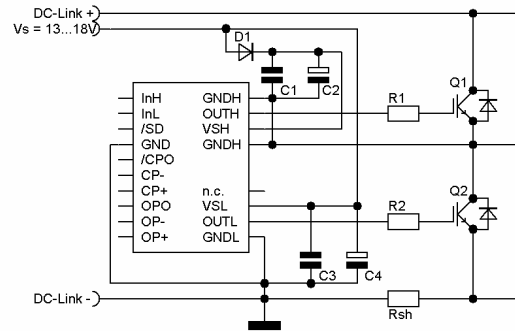 DC-Link +
Vs = 13...18V
D1
C1
C2
Q1
R1
InH
GNDH
InL
OUTH
/SD
VSH
GND
GNDH
/CPO
CP-
CP+
n.c.
OPO
VSL
OP-
OUTL
OP+
GNDL
R2
Q2
C3
C4
DC-Link -
Rsh